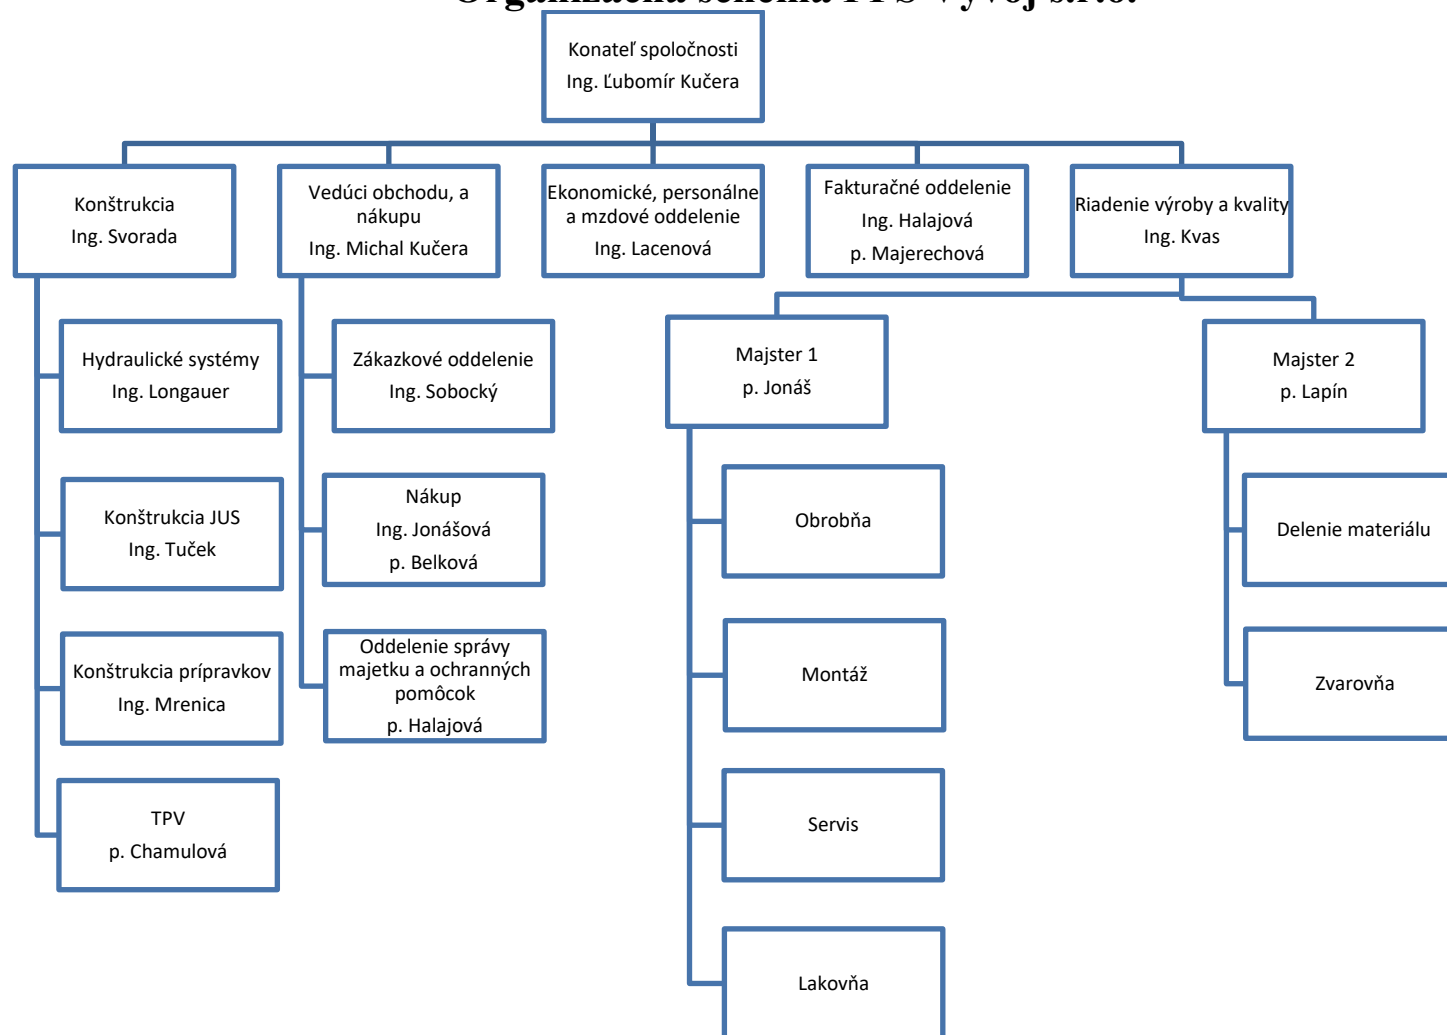 Konateľ spoločnosti
Ing. Ľubomír Kučera
Konštrukcia
Ing. Svorada
Vedúci obchodu, a
nákupu
Ing. Michal Kučera
Ekonomické, personálne
a mzdové oddelenie
Ing. Lacenová
Fakturačné oddelenie
Ing. Halajová
p. Majerechová
Riadenie výroby a kvality
Ing. Kvas
Hydraulické systémy
Ing. Longauer
Konštrukcia JUS
Ing. Tuček
Konštrukcia prípravkov
Ing. Mrenica
TPV
p. Chamulová
Zákazkové oddelenie
Ing. Sobocký
Nákup
Ing. Jonášová
p. Belková
Oddelenie správy
majetku a ochranných
pomôcok
p. Halajová
Majster 1
p. Jonáš
Obrobňa
Montáž
Servis
Lakovňa
Majster 2
p. Lapín
Delenie materiálu
Zvarovňa